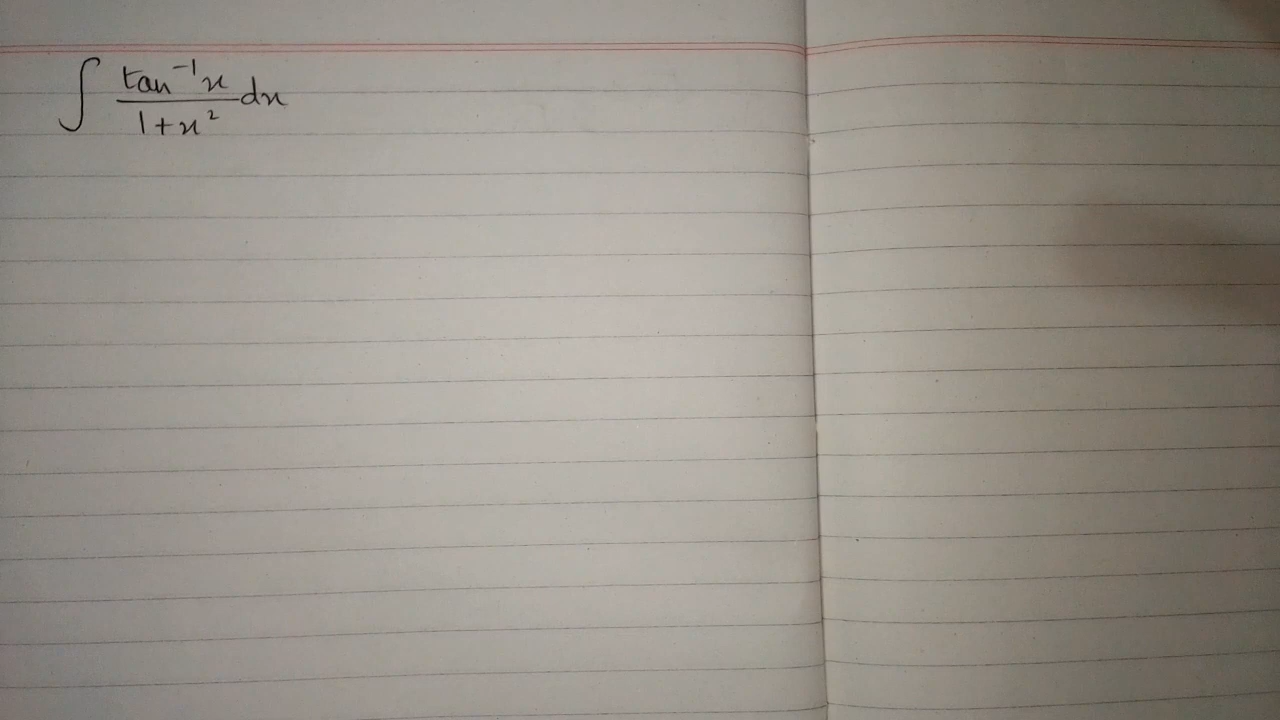 ∫ tan⁻¹x / 1+x² dx